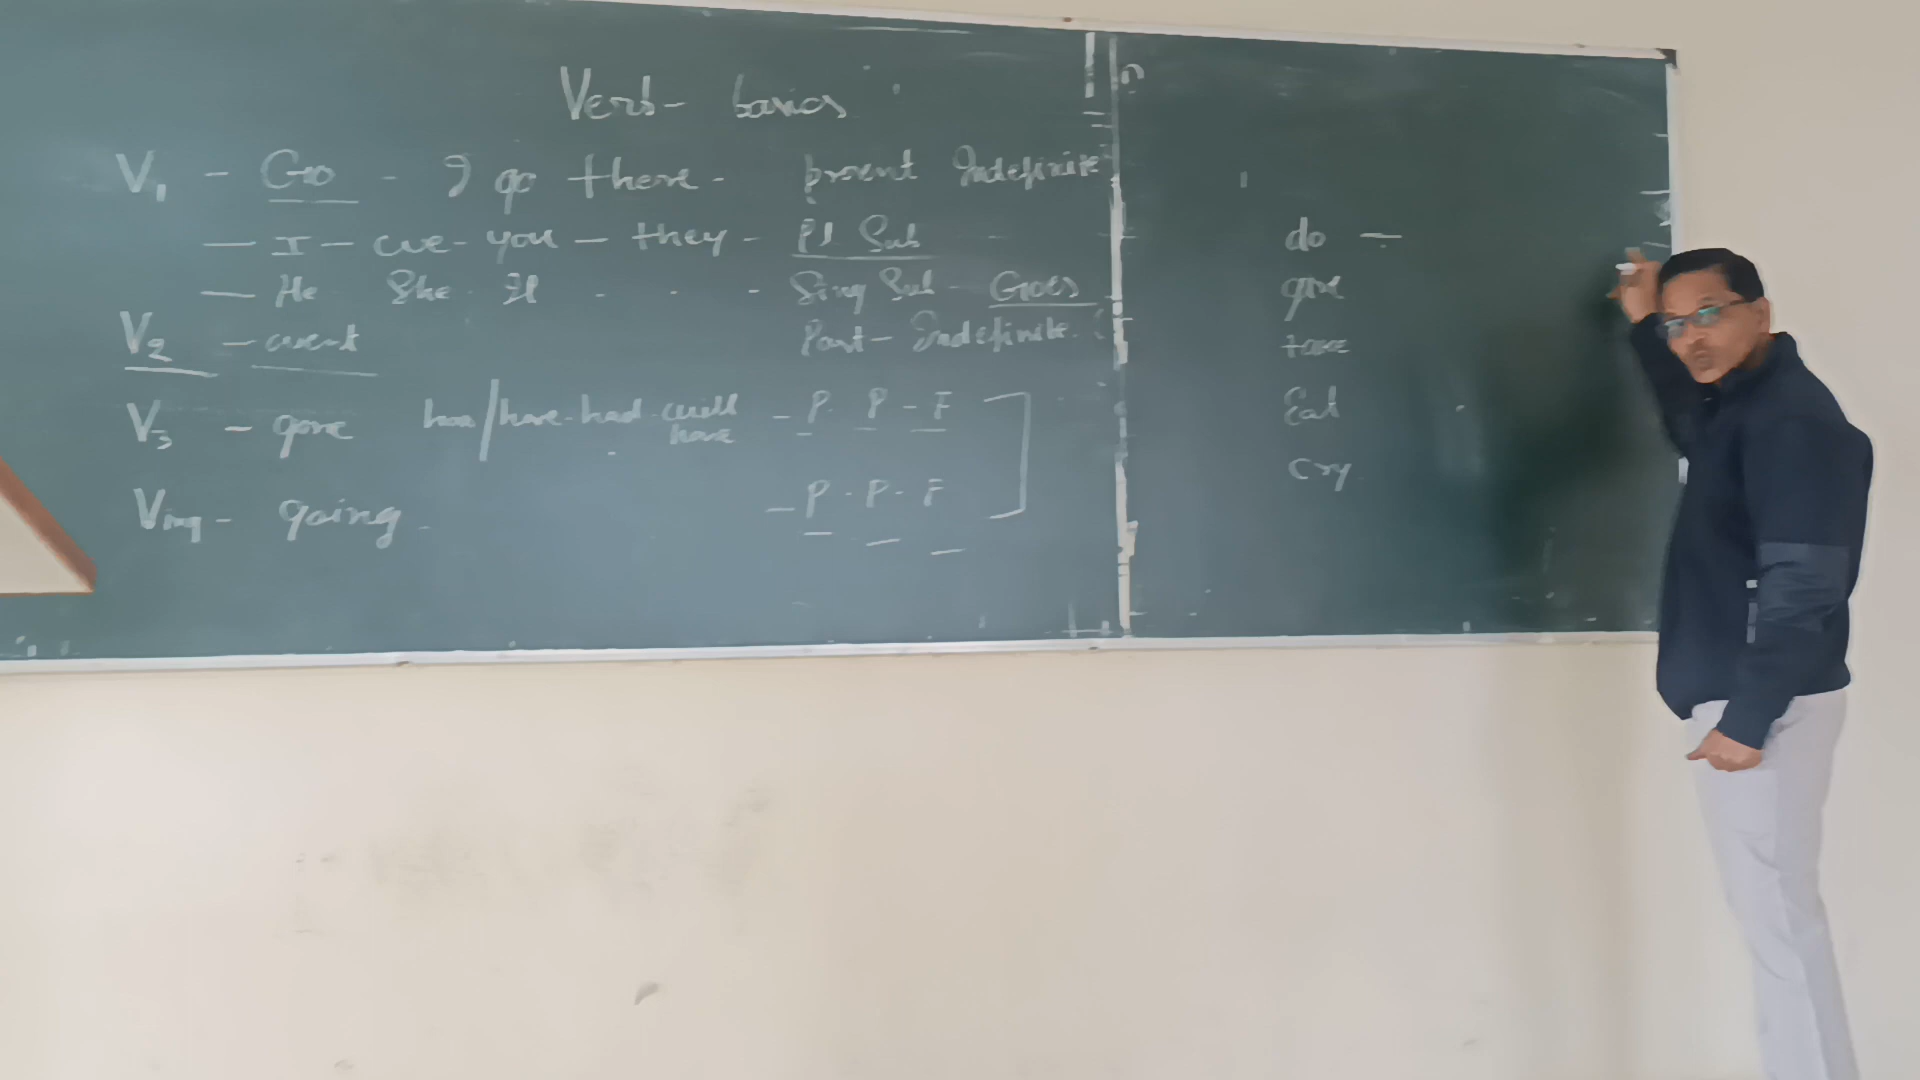 Verb- basics
V1 - Go - I go there - present Indefinite
— I - we - you - they - Pl Sub
— He She It - - - Sing Sub - Goes
V2 - went Past - Indefinite.
V3 - gone has/have-had-will have - P. P - F
Ving - going - - P - P - F
do —
give
take
Eat
Cry